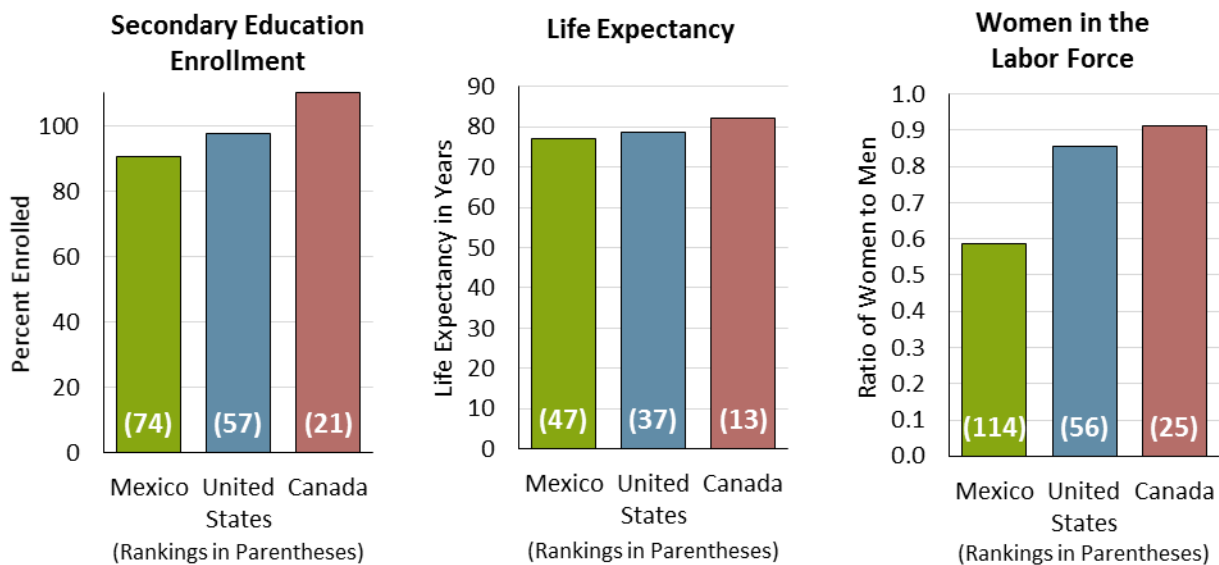 Secondary Education
Enrollment
Percent Enrolled
100
80
60
40
20
0
(74) (57) (21)
Mexico United Canada
States
(Rankings in Parentheses)
Life Expectancy
Life Expectancy in Years
90
80
70
60
50
40
30
20
10
0
(47) (37) (13)
Mexico United Canada
States
(Rankings in Parentheses)
Women in the
Labor Force
Ratio of Women to Men
1.0
0.9
0.8
0.7
0.6
0.5
0.4
0.3
0.2
0.1
0.0
(114) (56) (25)
Mexico United Canada
States
(Rankings in Parentheses)